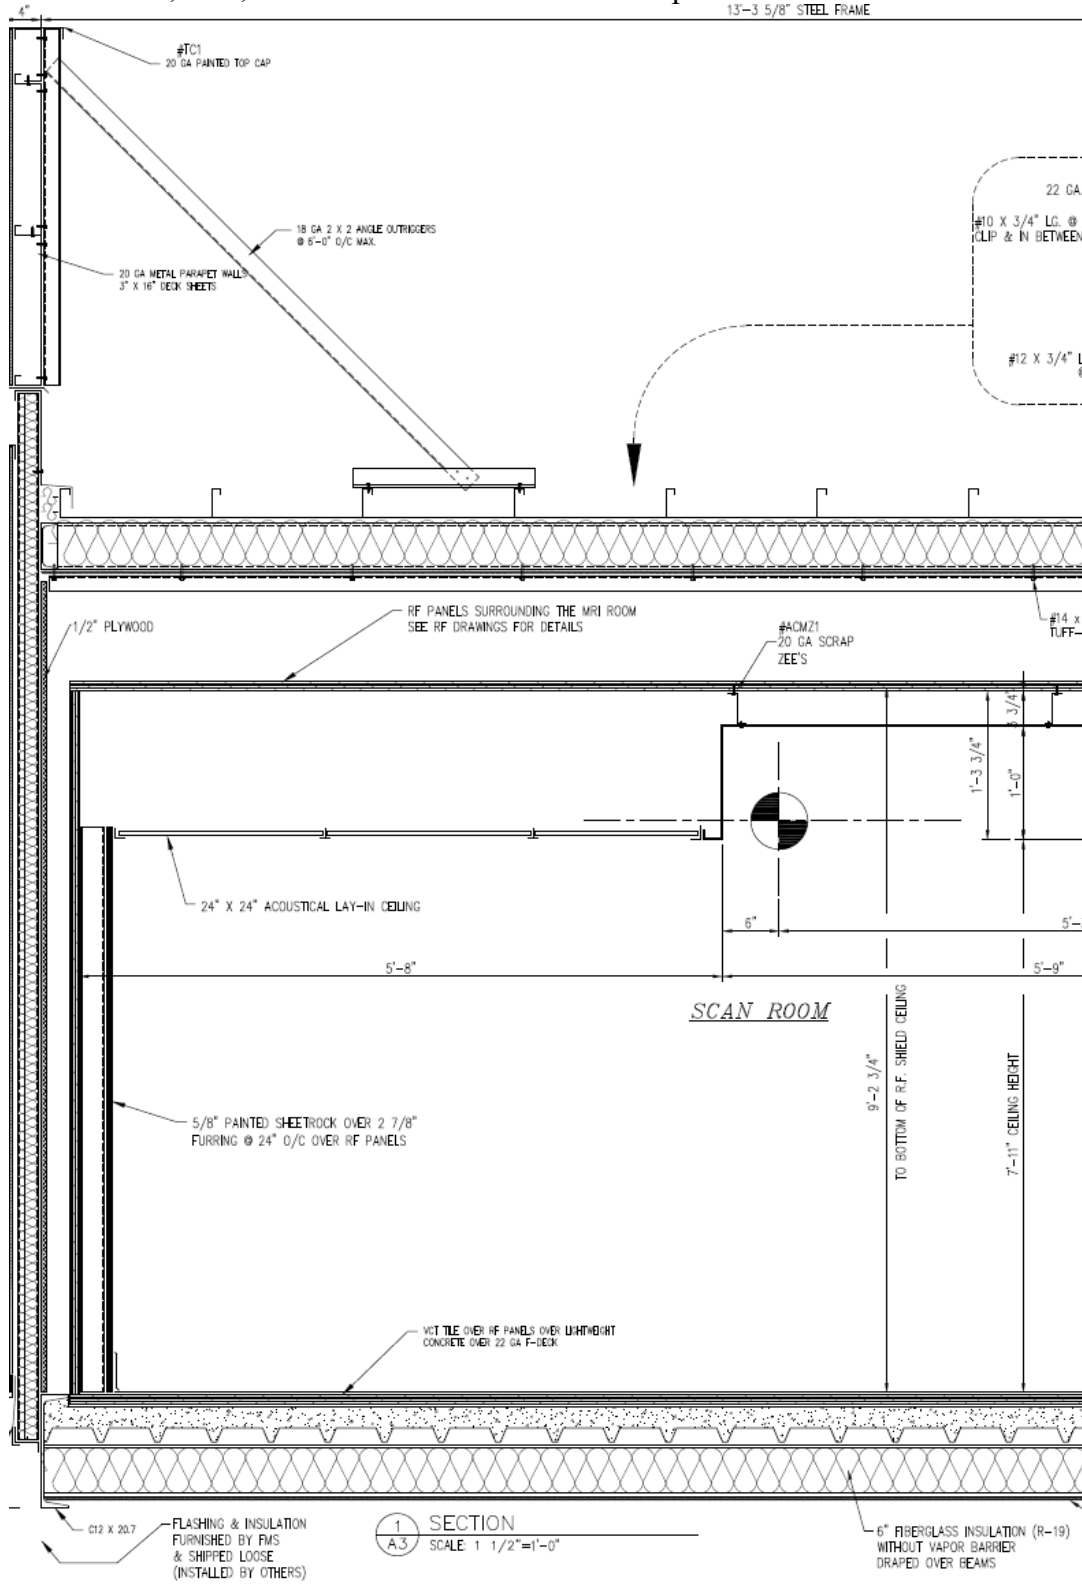 4"
13'-3 5/8" STEEL FRAME
#TC1
20 GA PAINTED TOP CAP
18 GA 2 X 2 ANGLE OUTRIGGERS
@ 6'-0" O/C MAX.
20 GA METAL PARAPET WALLS
3" X 16" DECK SHEETS
22 GA.
#10 X 3/4" LG. @
CLIP & IN BETWEEN
#12 X 3/4" L
1/2" PLYWOOD
RF PANELS SURROUNDING THE MRI ROOM
SEE RF DRAWINGS FOR DETAILS
#ACMZ1
20 GA SCRAP
ZEE'S
#14 x
TUFF-
3 3/4"
1'-3 3/4"
1'-0"
24" X 24" ACOUSTICAL LAY-IN CEILING
6"
5'-
5'-8"
5'-9"
SCAN ROOM
9'-2 3/4"
TO BOTTOM OF R.F. SHIELD CEILING
7'-11" CEILING HEIGHT
5/8" PAINTED SHEETROCK OVER 2 7/8"
FURRING @ 24" O/C OVER RF PANELS
VCT TILE OVER RF PANELS OVER LIGHTWEIGHT
CONCRETE OVER 22 GA F-DECK
C12 X 20.7
FLASHING & INSULATION
FURNISHED BY FMS
& SHIPPED LOOSE
(INSTALLED BY OTHERS)
1
A3
SECTION
SCALE: 1 1/2"=1'-0"
6" FIBERGLASS INSULATION (R-19)
WITHOUT VAPOR BARRIER
DRAPED OVER BEAMS